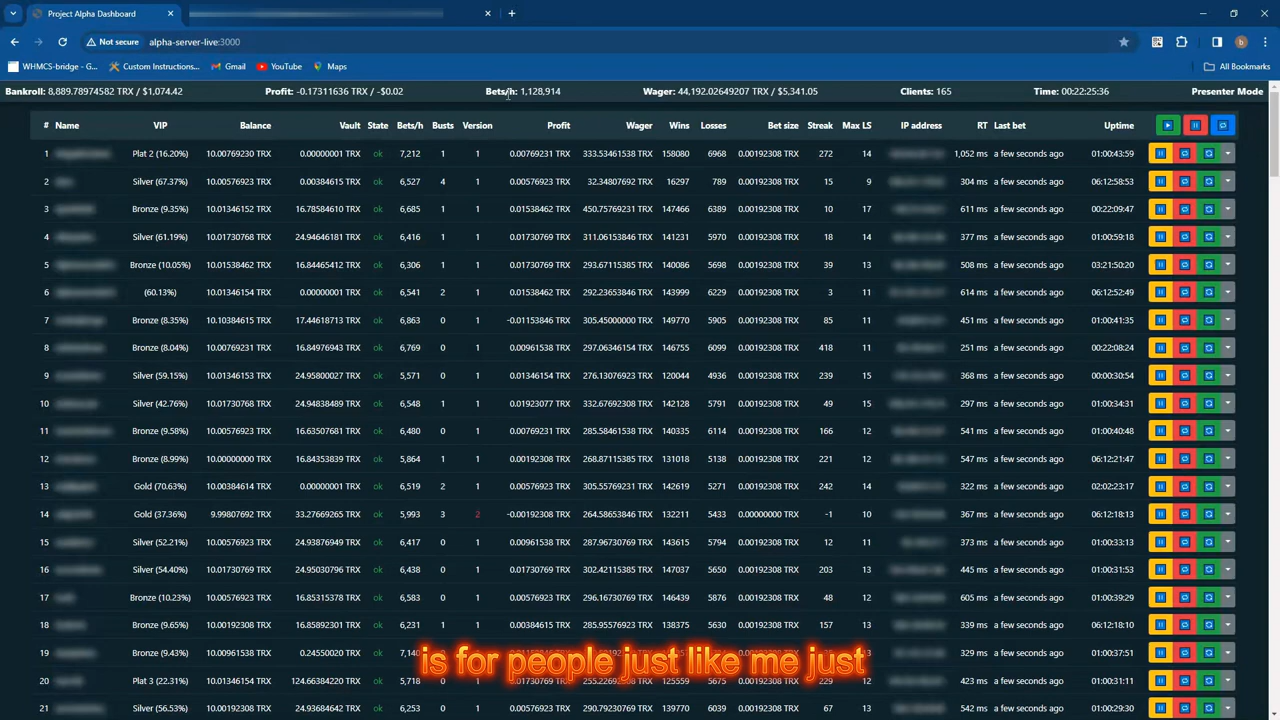 Project Alpha Dashboard
Not secure alpha-server-live:3000
WHMCS-bridge - G... Custom Instructions... Gmail YouTube Maps All Bookmarks
Bankroll: 8,889.78974582 TRX / $1,074.42 Profit: -0.17311636 TRX / -$0.02 Bets/h: 1,128,914 Wager: 44,192.02649207 TRX / $5,341.05 Clients: 165 Time: 00:22:25:36 Presenter Mode
# Name VIP Balance Vault State Bets/h Busts Version Profit Wager Wins Losses Bet size Streak Max LS IP address RT Last bet Uptime
1 Plat 2 (16.20%) 10.00769230 TRX 0.00000001 TRX ok 7,212 1 1 0.00769231 TRX 333.53461538 TRX 158080 6968 0.00192308 TRX 272 14 1 052 ms a few seconds ago 01:00:43:59
2 Silver (67.37%) 10.00576923 TRX 0.00384615 TRX ok 6,527 4 1 0.00576923 TRX 32.34807692 TRX 16297 789 0.00192308 TRX 15 9 304 ms a few seconds ago 06:12:58:53
3 Bronze (9.35%) 10.01346152 TRX 16.78584610 TRX ok 6,685 1 1 0.01538462 TRX 450.75769231 TRX 147466 6389 0.00192308 TRX 10 17 611 ms a few seconds ago 00:22:09:47
4 Silver (61.19%) 10.01730768 TRX 24.94646181 TRX ok 6,416 1 1 0.01730769 TRX 311.06153846 TRX 141231 5970 0.00192308 TRX 18 14 377 ms a few seconds ago 01:00:59:18
5 Bronze (10.05%) 10.01538462 TRX 16.84465412 TRX ok 6,306 1 1 0.01730769 TRX 293.67115385 TRX 140086 5928 0.00192308 TRX 39 13 508 ms a few seconds ago 03:21:50:20
6 (60.13%) 10.01346154 TRX 0.00000001 TRX ok 6,541 2 1 0.01538462 TRX 292.23653846 TRX 143999 6229 0.00192308 TRX 3 11 614 ms a few seconds ago 06:12:52:49
7 Bronze (8.35%) 10.10384615 TRX 17.44618713 TRX ok 6,863 0 1 -0.01153846 TRX 305.45000000 TRX 149770 5905 0.00192308 TRX 85 11 451 ms a few seconds ago 01:00:41:35
8 Bronze (8.04%) 10.00769231 TRX 16.84976943 TRX ok 6,769 0 1 0.00961538 TRX 297.06346154 TRX 146755 6099 0.00192308 TRX 418 11 251 ms a few seconds ago 00:22:08:24
9 Silver (59.15%) 10.01346153 TRX 24.95800027 TRX ok 5,571 0 1 0.01346154 TRX 276.13076923 TRX 120044 4936 0.00192308 TRX 239 15 368 ms a few seconds ago 00:00:30:54
10 Silver (42.76%) 10.01730768 TRX 24.94838489 TRX ok 6,548 1 1 0.01923077 TRX 332.67692308 TRX 142128 5791 0.00192308 TRX 49 15 297 ms a few seconds ago 01:00:34:31
11 Bronze (9.58%) 10.00576923 TRX 16.63507681 TRX ok 6,480 0 1 0.00769231 TRX 285.58461538 TRX 141320 6114 0.00192308 TRX 166 12 541 ms a few seconds ago 01:00:40:48
12 Bronze (8.99%) 10.00000000 TRX 16.84353839 TRX ok 5,864 1 1 0.00192308 TRX 268.87115385 TRX 131018 5138 0.00192308 TRX 221 12 547 ms a few seconds ago 06:12:21:47
13 Gold (70.63%) 10.00384614 TRX 0.00000001 TRX ok 6,519 2 1 0.00576923 TRX 305.55769231 TRX 142619 5271 0.00192308 TRX 242 14 322 ms a few seconds ago 02:02:23:17
14 Gold (37.36%) 9.99807692 TRX 33.27669265 TRX ok 5,993 3 2 -0.00192308 TRX 264.58653846 TRX 132211 5433 0.00000000 TRX -1 10 367 ms a few seconds ago 06:12:18:13
15 Silver (52.21%) 10.00961538 TRX 24.93876949 TRX ok 6,417 0 1 0.00961538 TRX 287.96730769 TRX 143224 5811 0.00192308 TRX 12 11 373 ms a few seconds ago 01:00:33:13
16 Silver (54.40%) 10.01730769 TRX 24.95030796 TRX ok 6,438 0 1 0.01730769 TRX 302.42115385 TRX 147037 5650 0.00192308 TRX 203 13 445 ms a few seconds ago 01:00:31:53
17 Bronze (10.23%) 10.00576923 TRX 16.85315378 TRX ok 6,583 0 1 0.00576923 TRX 296.16730769 TRX 146439 5876 0.00192308 TRX 48 12 605 ms a few seconds ago 01:00:39:29
18 Bronze (9.65%) 10.00192308 TRX 16.85892301 TRX ok 6,231 1 1 0.00384615 TRX 285.95576923 TRX 138375 5630 0.00192308 TRX 157 13 299 ms a few seconds ago 01:00:38:28
19 Bronze (9.43%) 10.00961538 TRX 0.24550020 TRX ok
is for people just like me just
20 Plat 3 (22.31%) 124.66384220 TRX ok 5,718 255.22692308 TRX 0.00192308 TRX 423 ms a few seconds ago 01:00:31:11
21 Silver (56.53%) ok 6,253 0 1 67 13 542 ms a few seconds ago 01:00:29:30